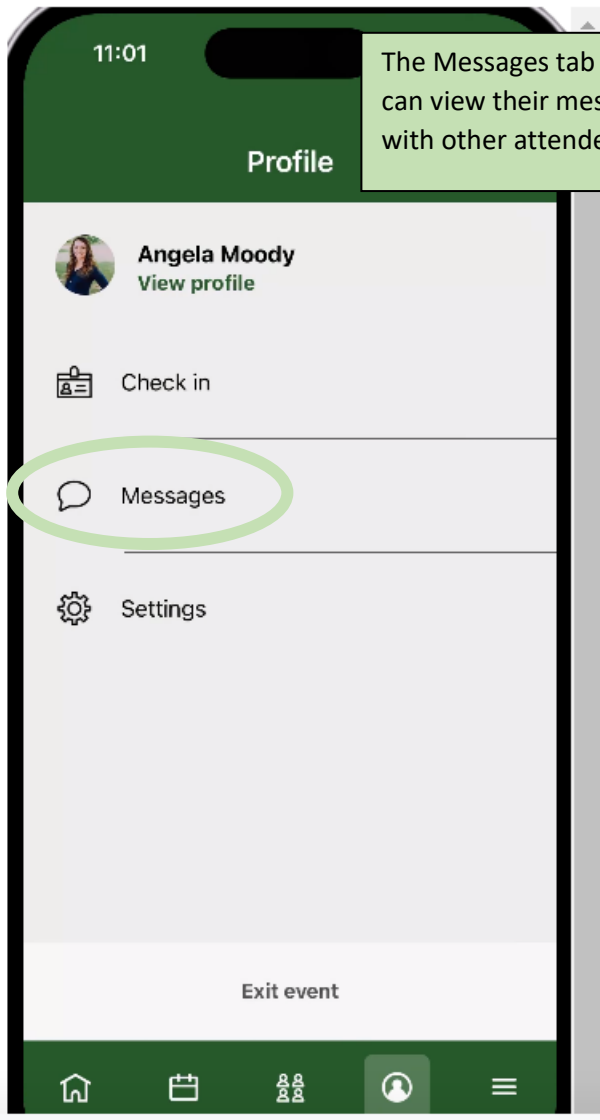 11:01
The Messages tab
can view their mes
with other attende
Profile
Angela Moody
View profile
Check in
Messages
Settings
Exit event